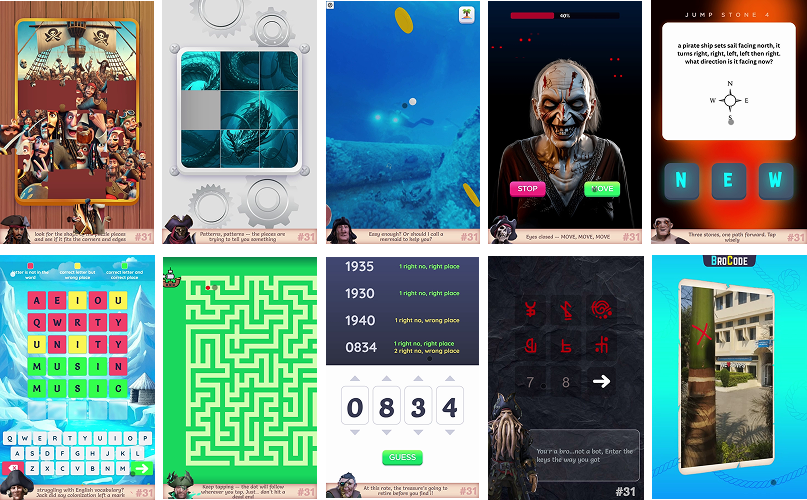 look for the shape of the puzzle pieces
and see if it fits the corners and edges
#31
Patterns, patterns — the pieces are
trying to tell you something
#31
Easy enough? Or should I call a
mermaid to help you?
#31
40%
STOP
MOVE
Eyes closed — MOVE, MOVE, MOVE
#31
JUMP STONE 4
a pirate ship sets sail facing north, it
turns right, right, left, left then right.
what direction is it facing now?
N
W E
S
N E W
Three stones, one path forward. Tap
wisely
#31
letter is not in the
word
correct letter but
wrong place
correct letter and
correct place
A E I O U
Q W R T Y
U N I T Y
M U S I N
M U S I C
Q W E R T Y U I O P
A S D F G H J K L
Z X C V B N M
struggling with English vocabulary?
Jack did say colonization left a mark
#31
Keep tapping — the dot will follow
wherever you tap. Just... don't hit a
dead end
#31
1935 1 right no, right place
1930 1 right no, right place
1940 1 right no, wrong place
0834 1 right no, right place
2 right no, wrong place
0 8 3 4
GUESS
At this rate, the treasure's going to
retire before you find it!
#31
7 . 8 .
You r a bro...not a bot, Enter the
keys the way you got
#31
BROCODE